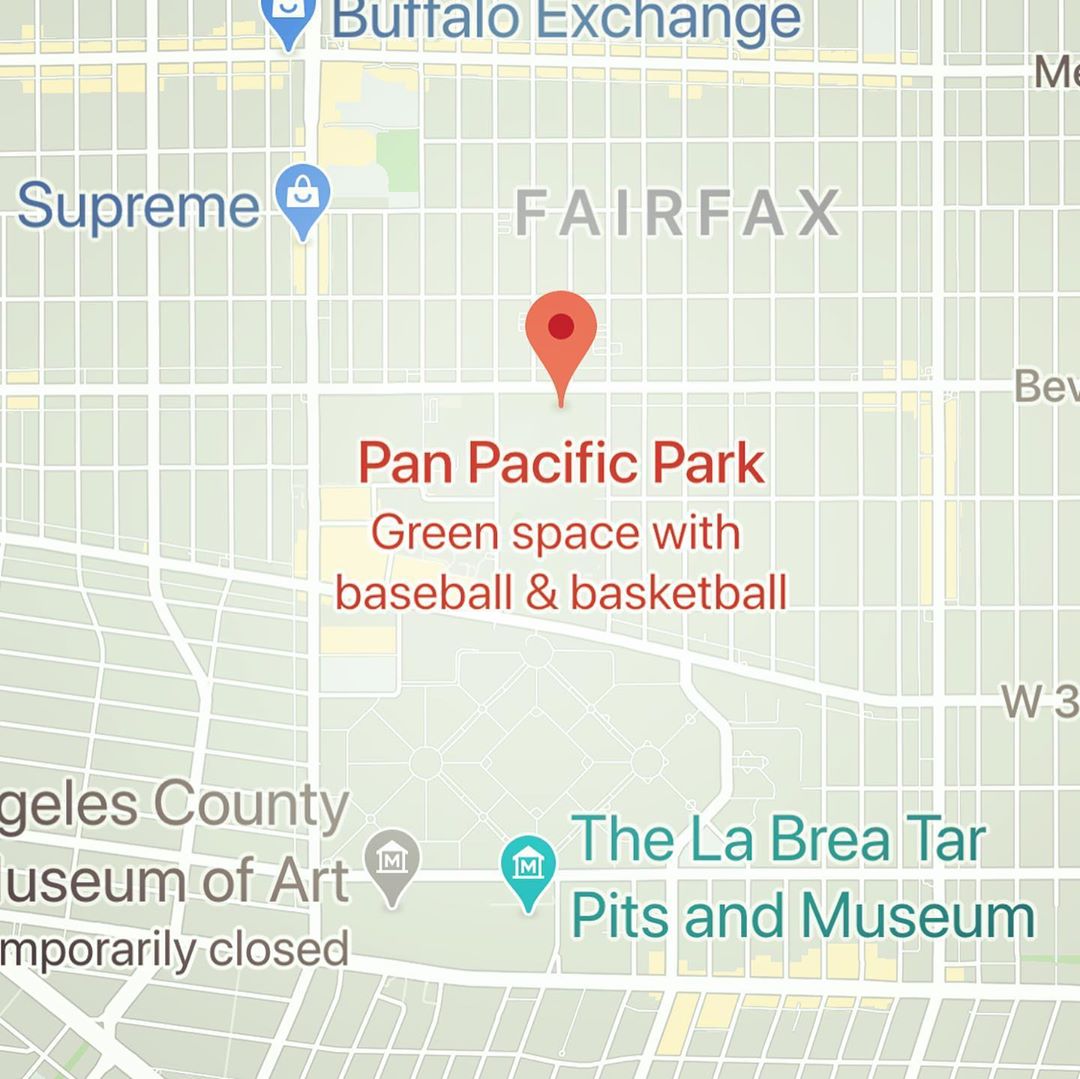 Buffalo Exchange
Me
Supreme
FAIRFAX
Bev
Pan Pacific Park
Green space with
baseball & basketball
W 3
geles County
useum of Art
mporarily closed
The La Brea Tar
Pits and Museum